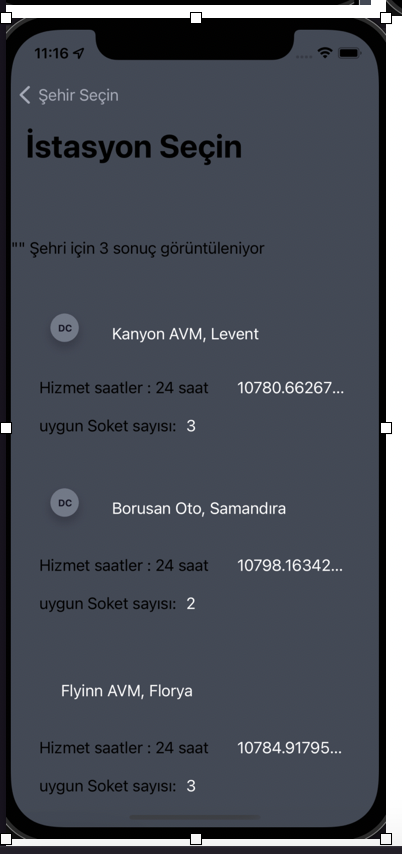 11:16
Şehir Seçin
İstasyon Seçin
"" Şehri için 3 sonuç görüntüleniyor
DC Kanyon AVM, Levent
Hizmet saatler : 24 saat 10780.66267...
uygun Soket sayısı: 3
DC Borusan Oto, Samandıra
Hizmet saatler : 24 saat 10798.16342...
uygun Soket sayısı: 2
Flyinn AVM, Florya
Hizmet saatler : 24 saat 10784.91795...
uygun Soket sayısı: 3